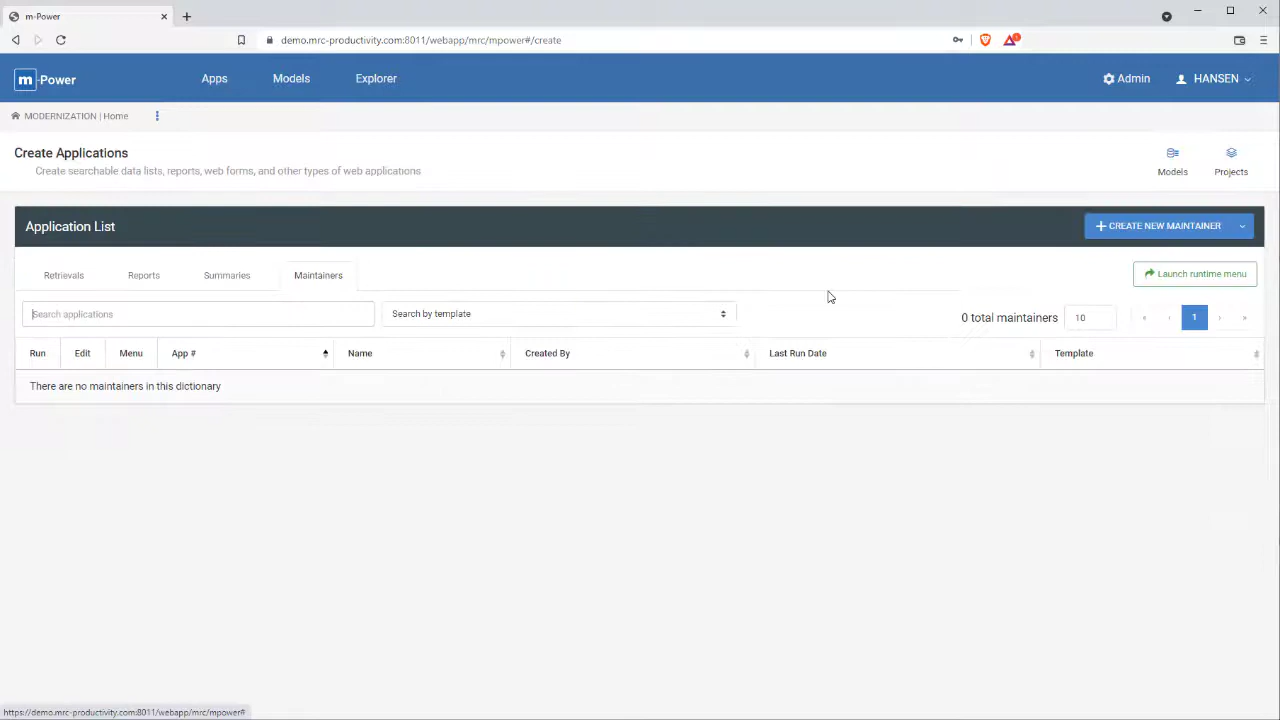 m-Power
demo.mrc-productivity.com:8011/webapp/mrc/mpower#/create
m-Power
Apps
Models
Explorer
Admin
HANSEN
MODERNIZATION | Home
Create Applications
Create searchable data lists, reports, web forms, and other types of web applications
Models
Projects
Application List
CREATE NEW MAINTAINER
Retrievals
Reports
Summaries
Maintainers
Launch runtime menu
Search applications
Search by template
0 total maintainers
10
« ‹ 1 › »
Run
Edit
Menu
App #
Name
Created By
Last Run Date
Template
There are no maintainers in this dictionary
https://demo.mrc-productivity.com:8011/webapp/mrc/mpower#